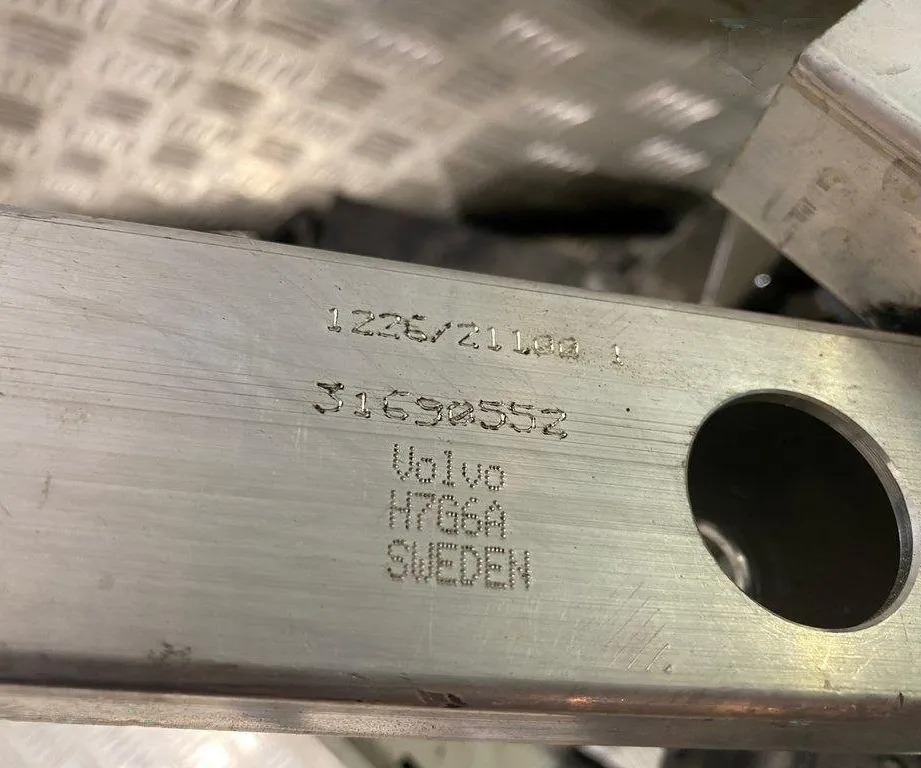 1226/21100 1
31690552
Volvo
H7G6A
SWEDEN